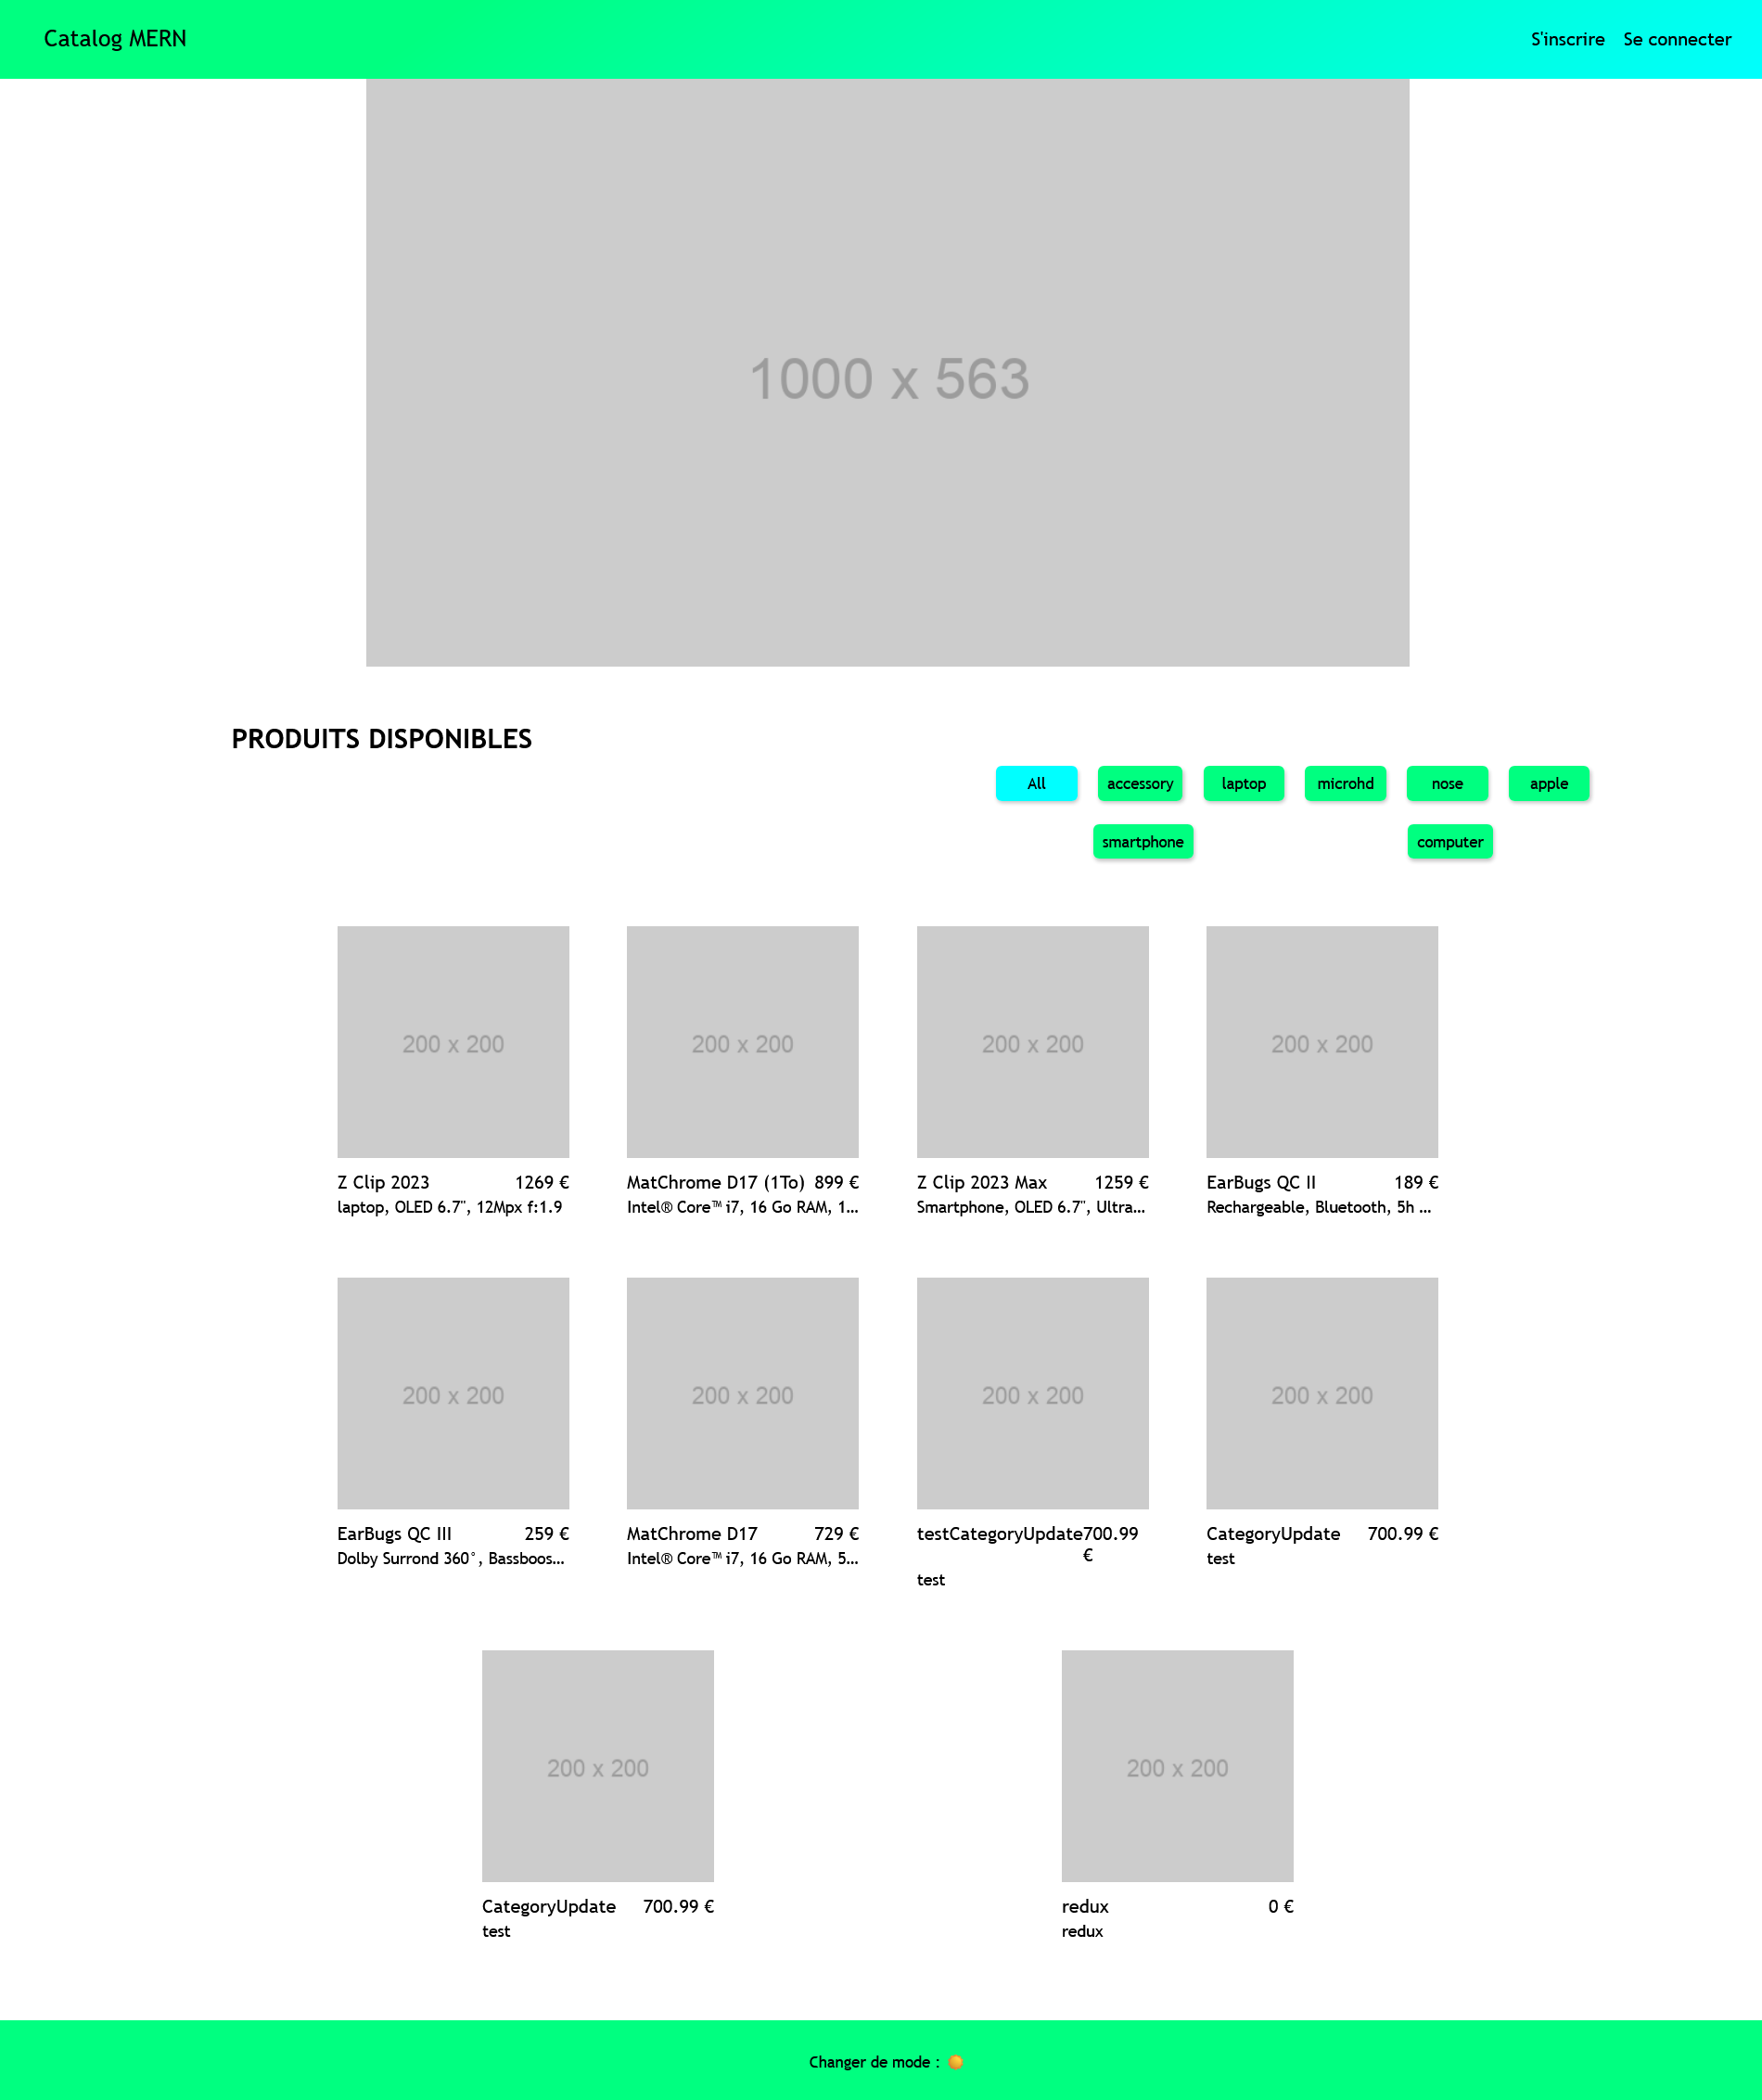 Catalog MERN
S'inscrire Se connecter
1000 x 563
PRODUITS DISPONIBLES
All accessory laptop microhd nose apple
smartphone computer
200 x 200 200 x 200 200 x 200 200 x 200
Z Clip 2023 1269 € MatChrome D17 (1To) 899 € Z Clip 2023 Max 1259 € EarBugs QC II 189 €
laptop, OLED 6.7", 12Mpx f:1.9 Intel® Core™ i7, 16 Go RAM, 1... Smartphone, OLED 6.7", Ultra... Rechargeable, Bluetooth, 5h ...
200 x 200 200 x 200 200 x 200 200 x 200
EarBugs QC III 259 € MatChrome D17 729 € testCategoryUpdate 700.99 CategoryUpdate 700.99 €
€
Dolby Surrond 360°, Bassboos... Intel® Core™ i7, 16 Go RAM, 5... test
test
200 x 200 200 x 200
CategoryUpdate 700.99 € redux 0 €
test redux
Changer de mode :